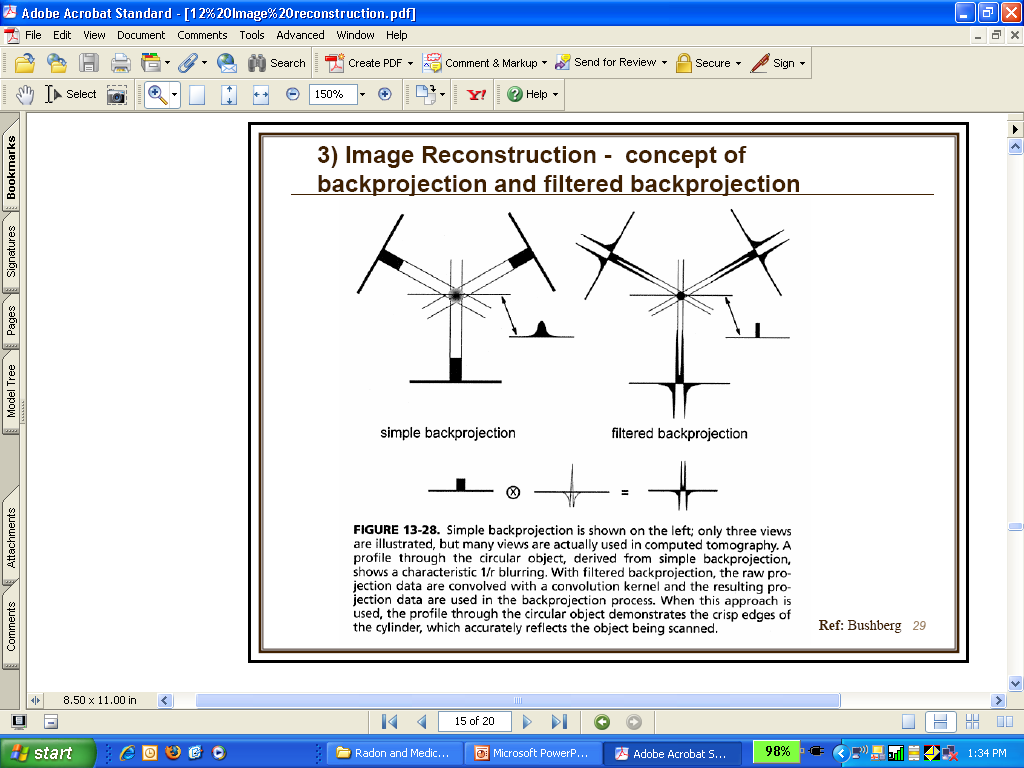 Adobe Acrobat Standard - [12%20Image%20reconstruction.pdf]
File Edit View Document Comments Tools Advanced Window Help
Search Create PDF Comment & Markup Send for Review Secure Sign
Select 150% Y! Help
Bookmarks
Signatures
Pages
Model Tree
Attachments
Comments
3) Image Reconstruction - concept of
backprojection and filtered backprojection
simple backprojection filtered backprojection
X =
FIGURE 13-28. Simple backprojection is shown on the left; only three views
are illustrated, but many views are actually used in computed tomography. A
profile through the circular object, derived from simple backprojection,
shows a characteristic 1/r blurring. With filtered backprojection, the raw pro-
jection data are convolved with a convolution kernel and the resulting pro-
jection data are used in the backprojection process. When this approach is
used, the profile through the circular object demonstrates the crisp edges of
the cylinder, which accurately reflects the object being scanned.
Ref: Bushberg 29
8.50 x 11.00 in
15 of 20
start Radon and Medic... Microsoft PowerP... Adobe Acrobat S... 98% 1:34 PM